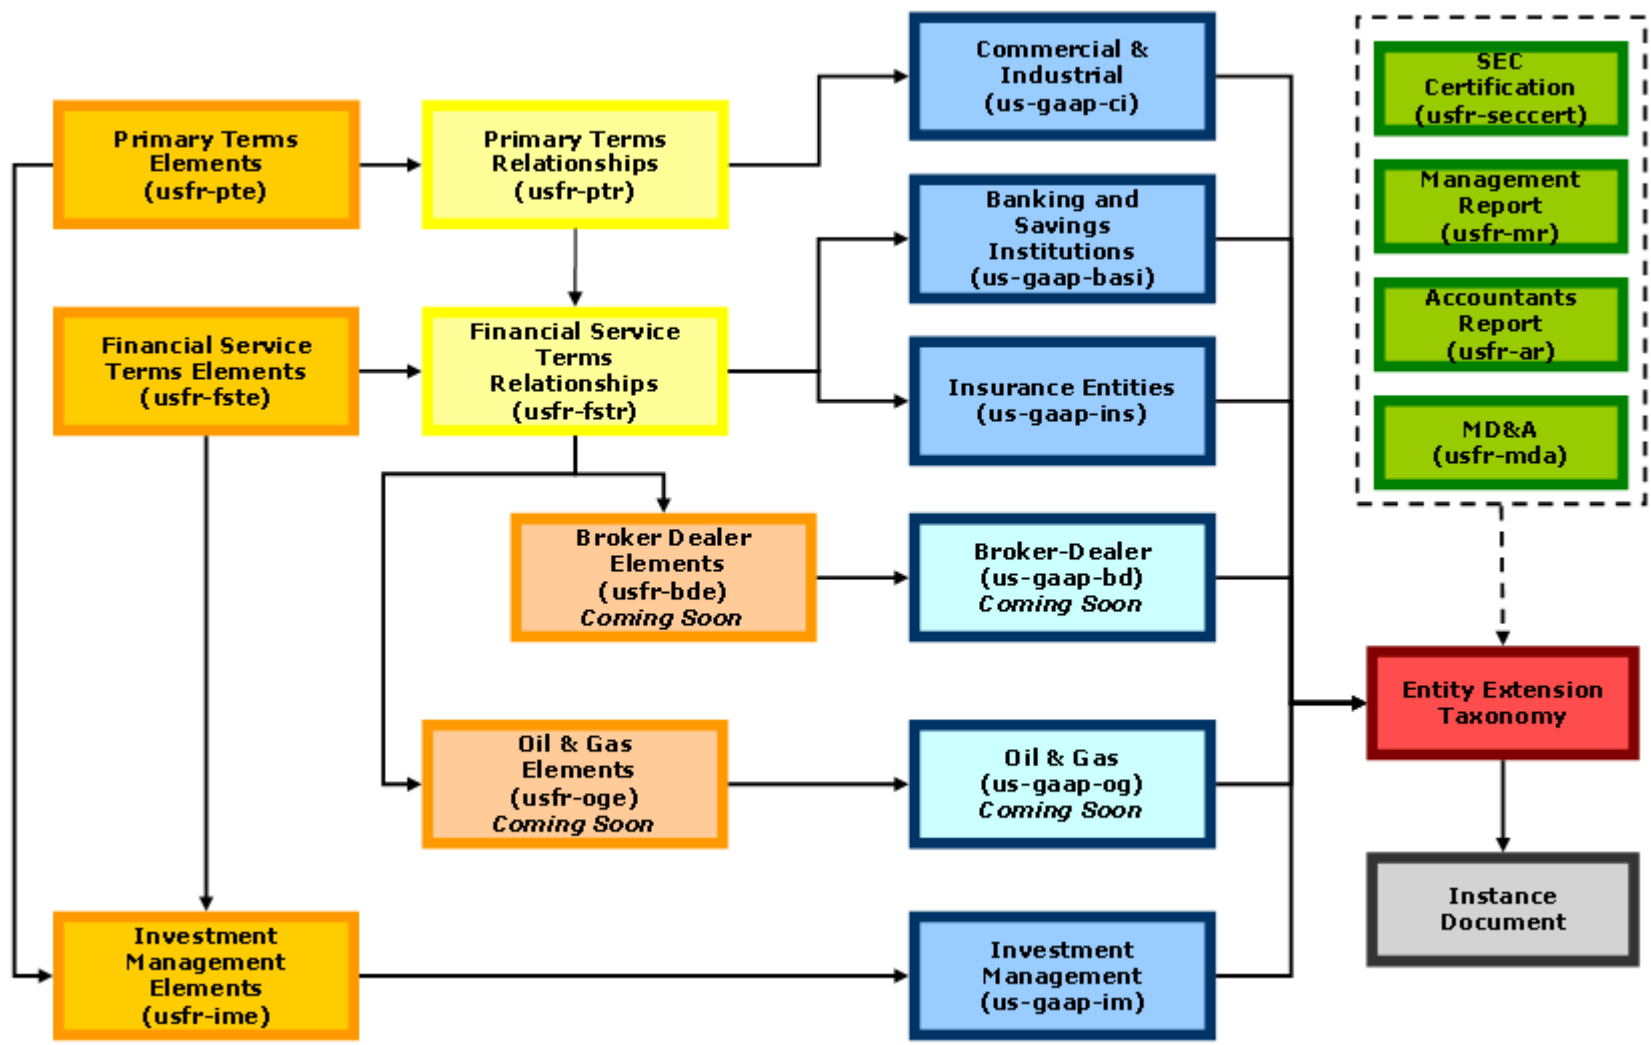 Primary Terms
Elements
(usfr-pte)
Primary Terms
Relationships
(usfr-ptr)
Commercial &
Industrial
(us-gaap-ci)
SEC
Certification
(usfr-seccert)
Management
Report
(usfr-mr)
Accountants
Report
(usfr-ar)
MD&A
(usfr-mda)
Banking and
Savings
Institutions
(us-gaap-basi)
Financial Service
Terms Elements
(usfr-fste)
Financial Service
Terms
Relationships
(usfr-fstr)
Insurance Entities
(us-gaap-ins)
Broker Dealer
Elements
(usfr-bde)
Coming Soon
Broker-Dealer
(us-gaap-bd)
Coming Soon
Entity Extension
Taxonomy
Oil & Gas
Elements
(usfr-oge)
Coming Soon
Oil & Gas
(us-gaap-og)
Coming Soon
Instance
Document
Investment
Management
Elements
(usfr-ime)
Investment
Management
(us-gaap-im)